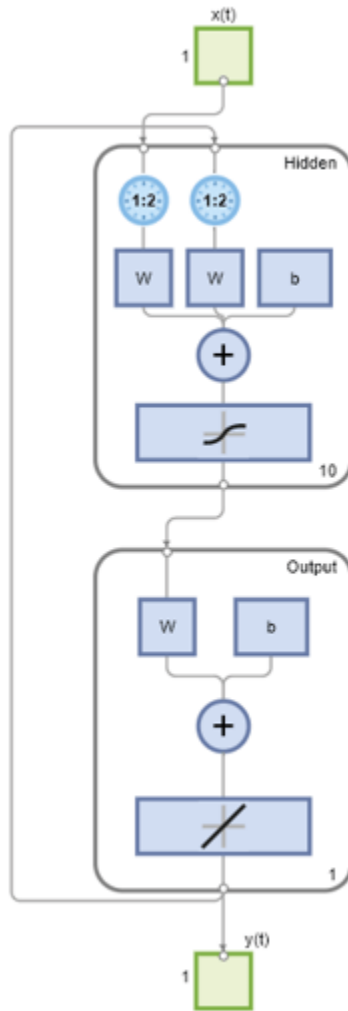 x(t)
1
Hidden
1:2 1:2
W W b
+
10
Output
W b
+
1
y(t)
1